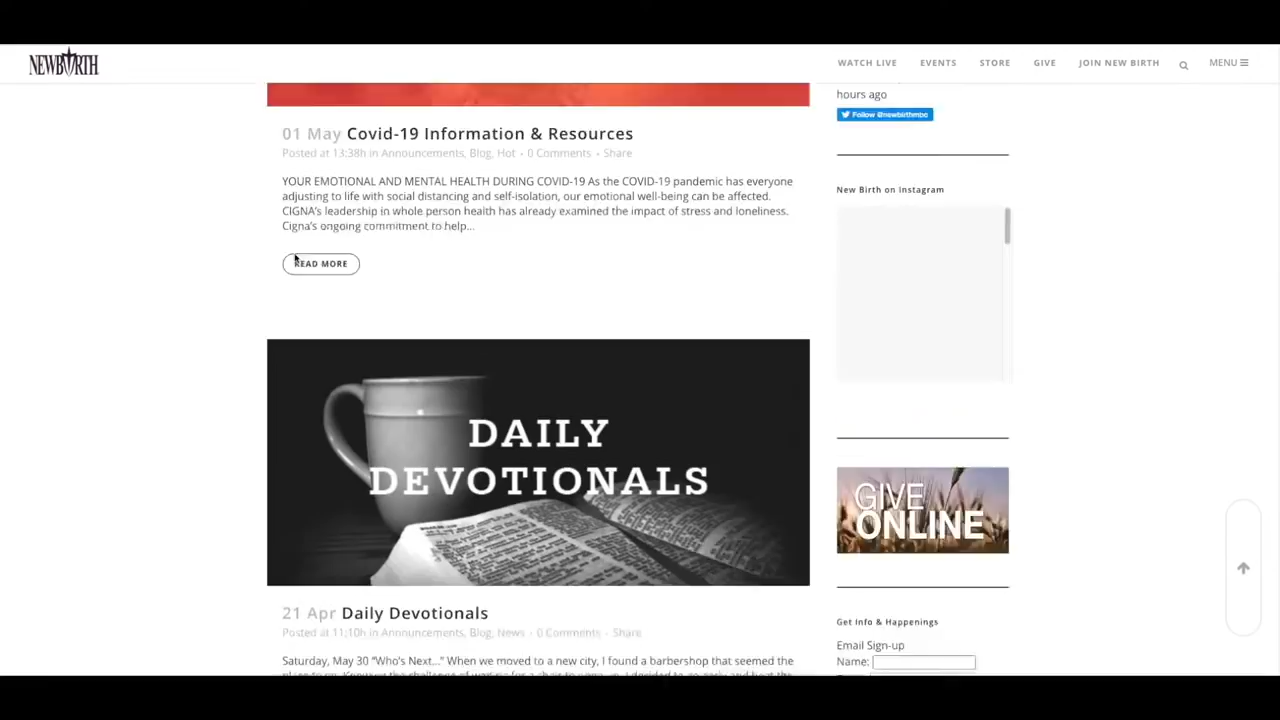 NEWBIRTH
WATCH LIVE
EVENTS
STORE
GIVE
JOIN NEW BIRTH
MENU
hours ago
Follow @newbirthmbc
01 May Covid-19 Information & Resources
Posted at 13:38h in Announcements, Blog, Hot · 0 Comments · Share
YOUR EMOTIONAL AND MENTAL HEALTH DURING COVID-19 As the COVID-19 pandemic has everyone
adjusting to life with social distancing and self-isolation, our emotional well-being can be affected.
CIGNA's leadership in whole person health has already examined the impact of stress and loneliness.
Cigna's ongoing commitment to help...
READ MORE
New Birth on Instagram
DAILY
DEVOTIONALS
GIVE
ONLINE
21 Apr Daily Devotionals
Posted at 11:10h in Announcements, Blog, News · 0 Comments · Share
Saturday, May 30 "Who's Next..." When we moved to a new city, I found a barbershop that seemed the
Get Info & Happenings
Email Sign-up
Name: